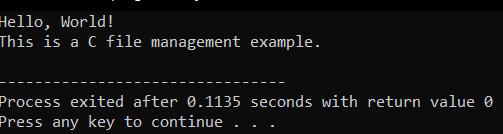 Hello, World!
This is a C file management example.
--------------------------------
Process exited after 0.1135 seconds with return value 0
Press any key to continue . . .